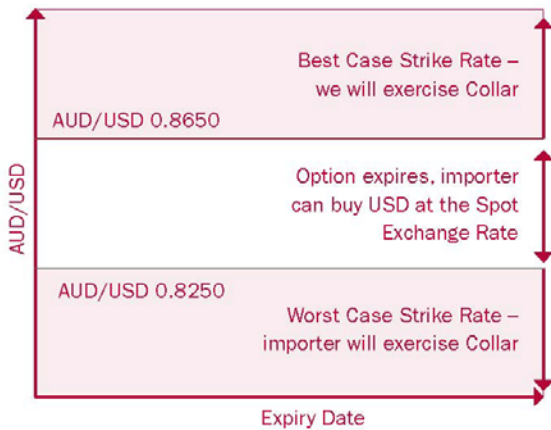 Best Case Strike Rate –
we will exercise Collar
AUD/USD 0.8650
AUD/USD
Option expires, importer
can buy USD at the Spot
Exchange Rate
AUD/USD 0.8250
Worst Case Strike Rate –
importer will exercise Collar
Expiry Date